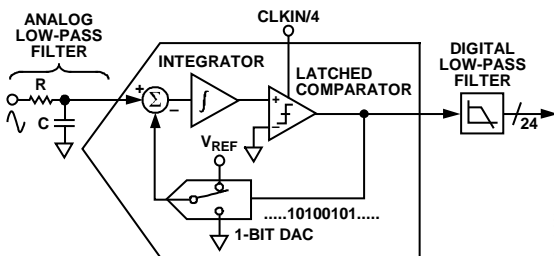 ANALOG
LOW-PASS
FILTER
CLKIN/4
INTEGRATOR
LATCHED
COMPARATOR
DIGITAL
LOW-PASS
FILTER
R
C
+
Σ
–
∫
+
–
24
VREF
.....10100101.....
1-BIT DAC